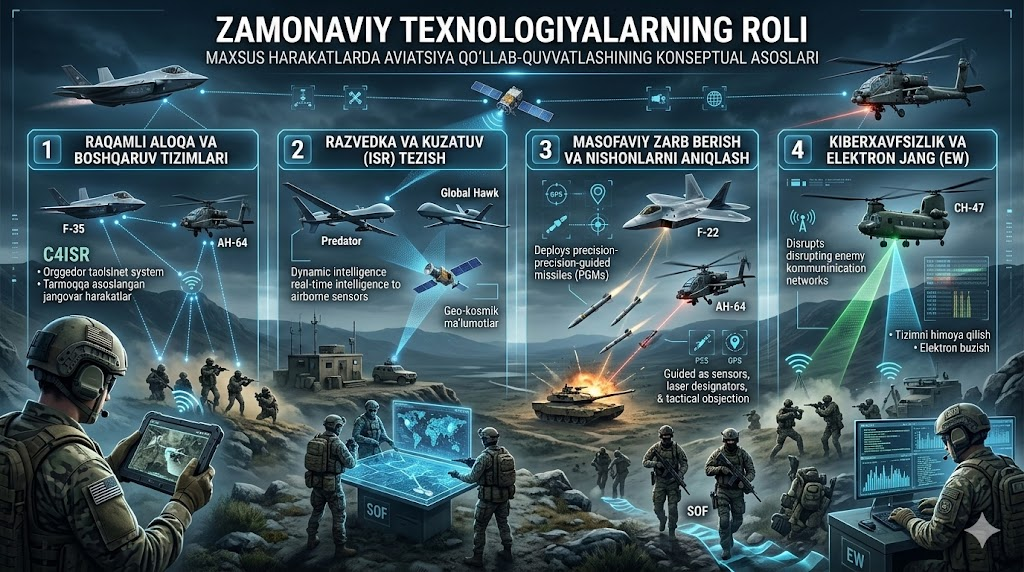 ZAMONAVIY TEXNOLOGIYALARNING ROLI
MAXSUS HARAKATLARDA AVIATSIYA QO‘LLAB-QUVVATLASHINING KONSEPTUAL ASOSLARI
1
RAQAMLI ALOQA VA
BOSHQARUV TIZIMLARI
F-35
AH-64
C4ISR
• Orggedor taolsinet system
• Tarmoqqa asoslangan
jangovar harakatlar
2
RAZVEDKA VA KUZATUV
(ISR) TEZISH
Global Hawk
Predator
Dynamic intelligence
real-time intelligence to
airborne sensors
Geo-kosmik
ma'lumotlar
SOF
3
MASOFAVIY ZARB BERISH
VA NISHONLARNI ANIQLASH
GPS
F-22
Deploys precision-
precision-guided
missiles (PGMs)
AH-64
PES
GPS
Guided as sensors,
laser designators,
& tactical obsjection
SOF
4
KIBERXAVFSIZLIK VA
ELEKTRON JANG (EW)
CH-47
Disrupts
disrupting enemy
kommuninication
networks
• Tizimni himoya qilish
• Elektron buzish
EW